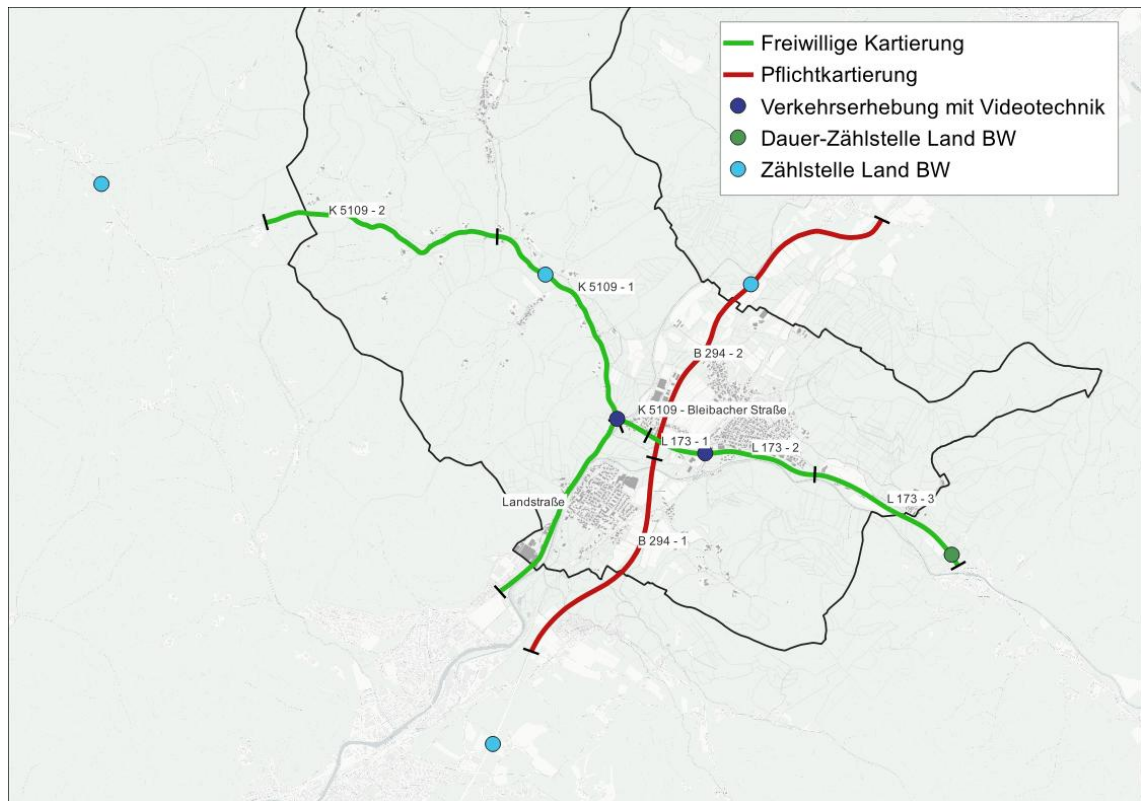 Freiwillige Kartierung
Pflichtkartierung
Verkehrserhebung mit Videotechnik
Dauer-Zählstelle Land BW
Zählstelle Land BW
K 5109 - 2
K 5109 - 1
B 294 - 2
K 5109 - Bleibacher Straße
L 173 - 1
L 173 - 2
Landstraße
L 173 - 3
B 294 - 1